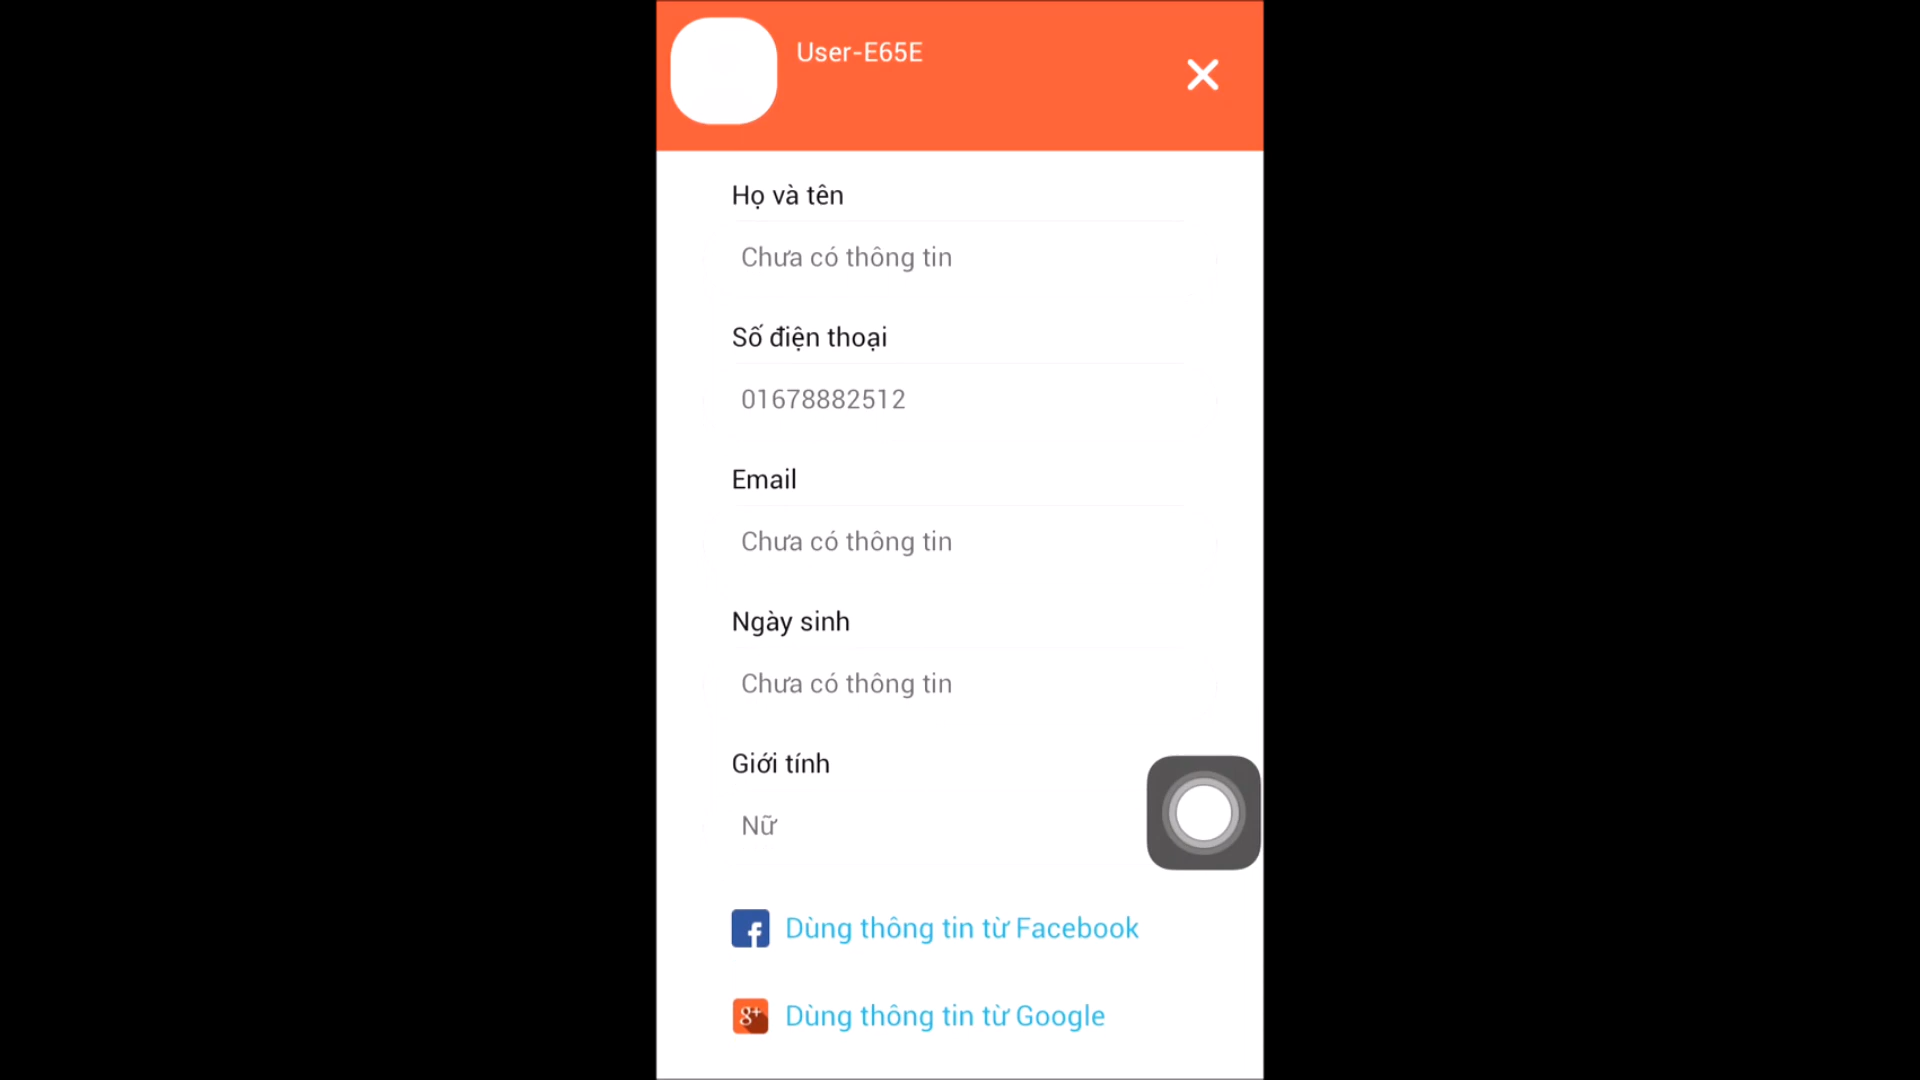 User-E65E
Họ và tên
Chưa có thông tin
Số điện thoại
01678882512
Email
Chưa có thông tin
Ngày sinh
Chưa có thông tin
Giới tính
Nữ
Dùng thông tin từ Facebook
g+ Dùng thông tin từ Google